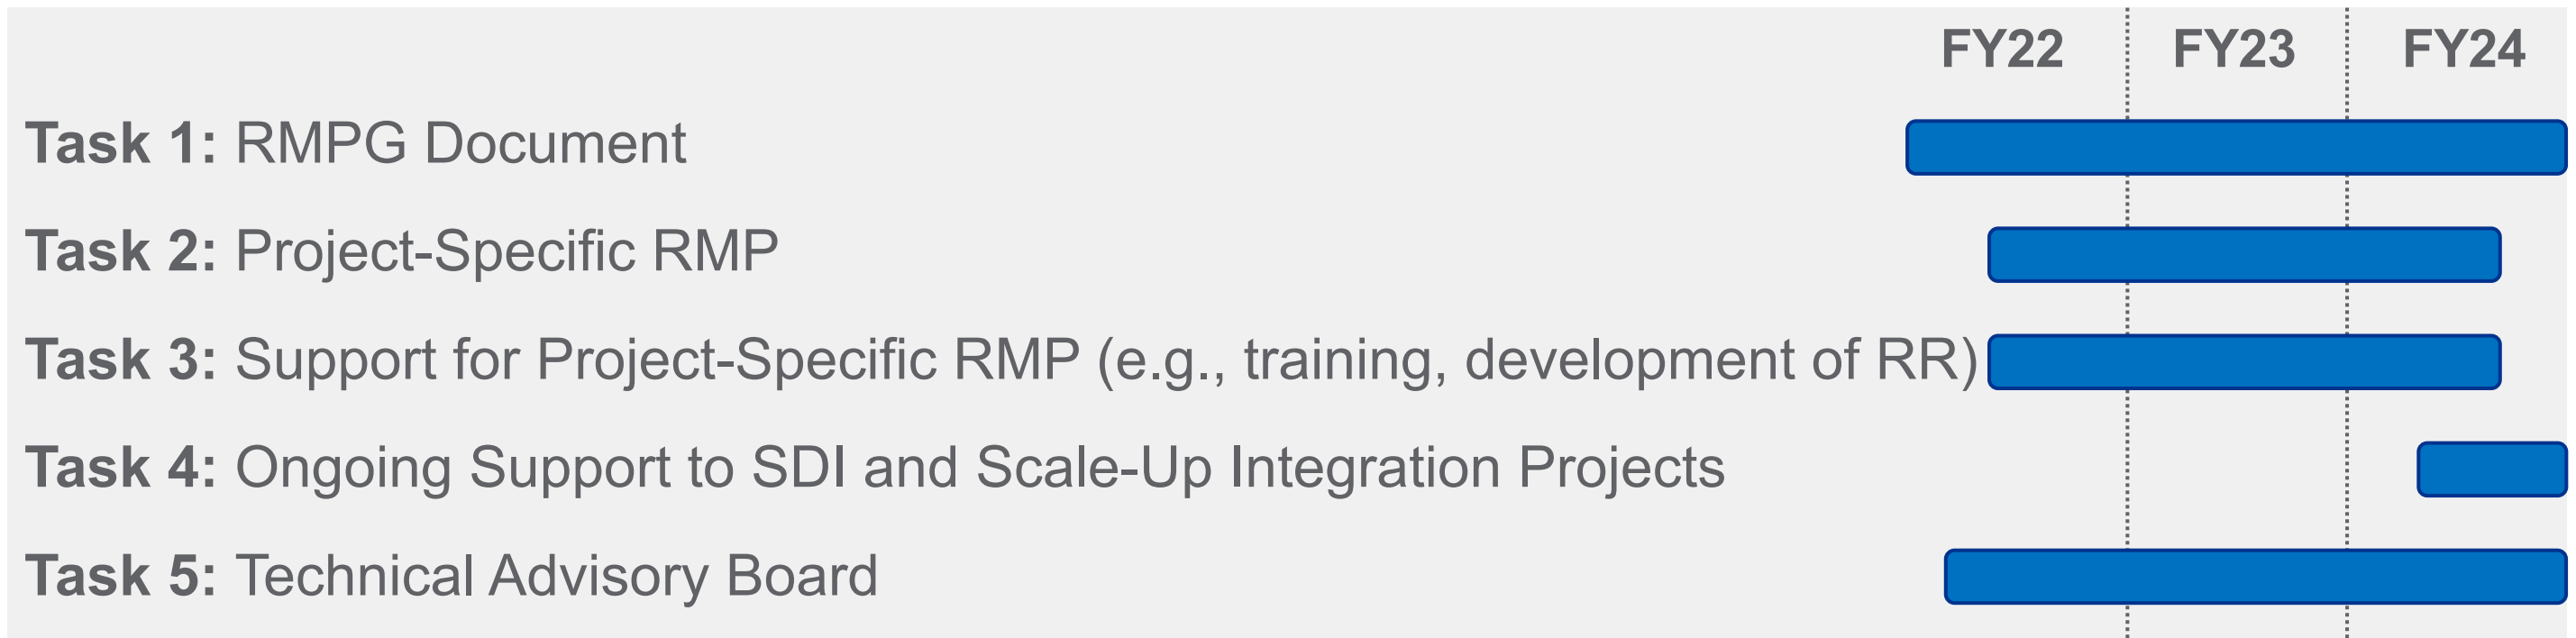 FY22 FY23 FY24
Task 1: RMPG Document
Task 2: Project-Specific RMP
Task 3: Support for Project-Specific RMP (e.g., training, development of RR)
Task 4: Ongoing Support to SDI and Scale-Up Integration Projects
Task 5: Technical Advisory Board